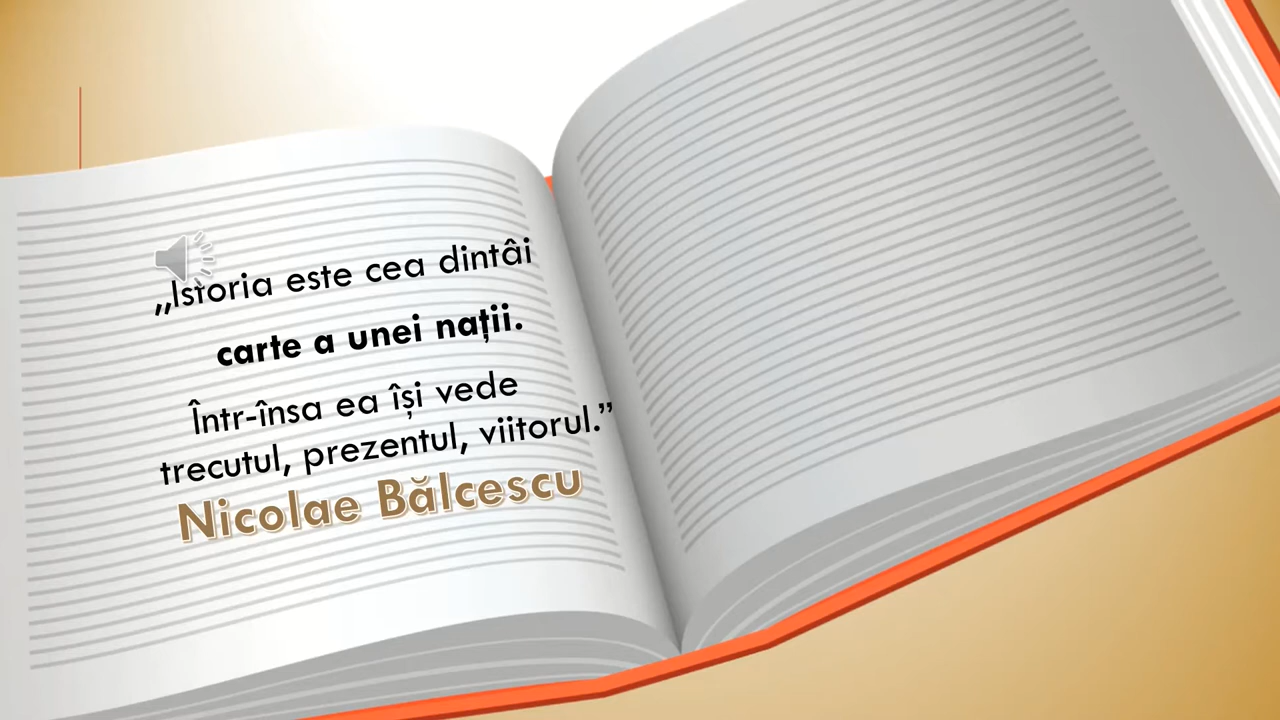 „Istoria este cea dintâi
carte a unei nații.
Într-însa ea își vede
trecutul, prezentul, viitorul.”
Nicolae Bălcescu